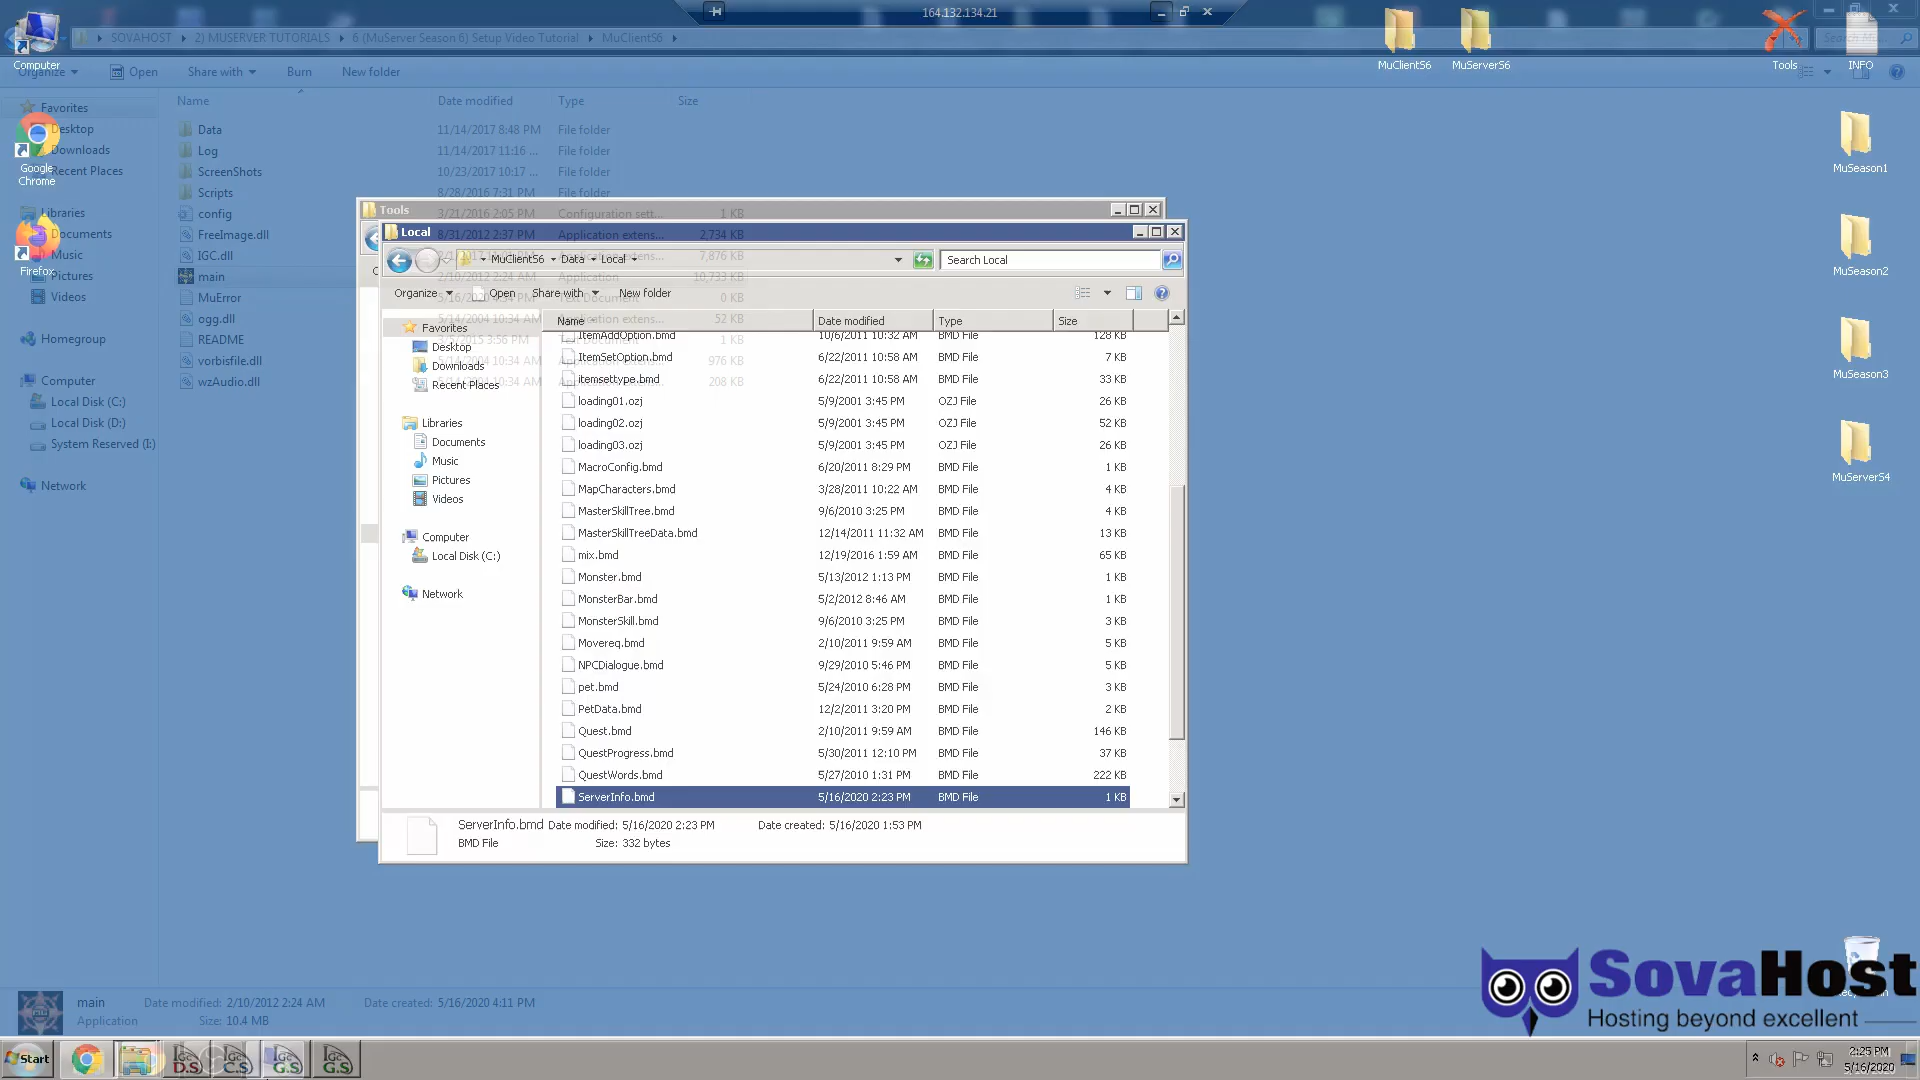 164.132.134.21
SOVAHOST 2) MUSERVER TUTORIALS 6 (MuServer Season 6) Setup Video Tutorial MuClientS6
Organize Open Share with Burn New folder
Name Date modified Type Size
Favorites
Desktop
Downloads
Recent Places
Libraries
Documents
Music
Pictures
Videos
Homegroup
Computer
Local Disk (C:)
Local Disk (D:)
System Reserved (I:)
Network
Data 11/14/2017 8:48 PM File folder
Log 11/14/2017 11:16 ... File folder
ScreenShots 10/23/2017 10:17 ... File folder
Scripts 8/28/2016 7:31 PM File folder
config 3/21/2016 2:05 PM Configuration sett... 1 KB
FreeImage.dll 8/31/2012 2:37 PM Application extens... 2,734 KB
IGC.dll 7,876 KB
main 2/10/2012 2:24 AM Application 10,733 KB
MuError 0 KB
ogg.dll 5/14/2004 10:34 AM Application extens... 52 KB
README 3:56 PM 1 KB
vorbisfile.dll 10:34 AM 976 KB
wzAudio.dll 10:34 AM 208 KB
Computer
Google Chrome
Firefox
MuClientS6
MuServerS6
Tools
INFO
MuSeason1
MuSeason2
MuSeason3
MuServerS4
Tools
Local
MuClientS6 Data Local
Search Local
Organize Open Share with New folder
Favorites
Desktop
Downloads
Recent Places
Libraries
Documents
Music
Pictures
Videos
Computer
Local Disk (C:)
Network
Name Date modified Type Size
ItemAddOption.bmd 10/6/2011 10:32 AM BMD File 128 KB
ItemSetOption.bmd 6/22/2011 10:58 AM BMD File 7 KB
itemsettype.bmd 6/22/2011 10:58 AM BMD File 33 KB
loading01.ozj 5/9/2001 3:45 PM OZJ File 26 KB
loading02.ozj 5/9/2001 3:45 PM OZJ File 52 KB
loading03.ozj 5/9/2001 3:45 PM OZJ File 26 KB
MacroConfig.bmd 6/20/2011 8:29 PM BMD File 1 KB
MapCharacters.bmd 3/28/2011 10:22 AM BMD File 4 KB
MasterSkillTree.bmd 9/6/2010 3:25 PM BMD File 4 KB
MasterSkillTreeData.bmd 12/14/2011 11:32 AM BMD File 13 KB
mix.bmd 12/19/2016 1:59 AM BMD File 65 KB
Monster.bmd 5/13/2012 1:13 PM BMD File 1 KB
MonsterBar.bmd 5/2/2012 8:46 AM BMD File 1 KB
MonsterSkill.bmd 9/6/2010 3:25 PM BMD File 3 KB
Movereq.bmd 2/10/2011 9:59 AM BMD File 5 KB
NPCDialogue.bmd 9/29/2010 5:46 PM BMD File 5 KB
pet.bmd 5/24/2010 6:28 PM BMD File 3 KB
PetData.bmd 12/2/2011 3:20 PM BMD File 2 KB
Quest.bmd 2/10/2011 9:59 AM BMD File 146 KB
QuestProgress.bmd 5/30/2011 12:10 PM BMD File 37 KB
QuestWords.bmd 5/27/2010 1:31 PM BMD File 222 KB
ServerInfo.bmd 5/16/2020 2:23 PM BMD File 1 KB
ServerInfo.bmd Date modified: 5/16/2020 2:23 PM Date created: 5/16/2020 1:53 PM
BMD File Size: 332 bytes
main Date modified: 2/10/2012 2:24 AM Date created: 5/16/2020 4:11 PM
Application Size: 10.4 MB
SovaHost
Hosting beyond excellent
Start
IGC D.S
IGC C.S
IGC G.S
IGC G.S
2:25 PM
5/16/2020